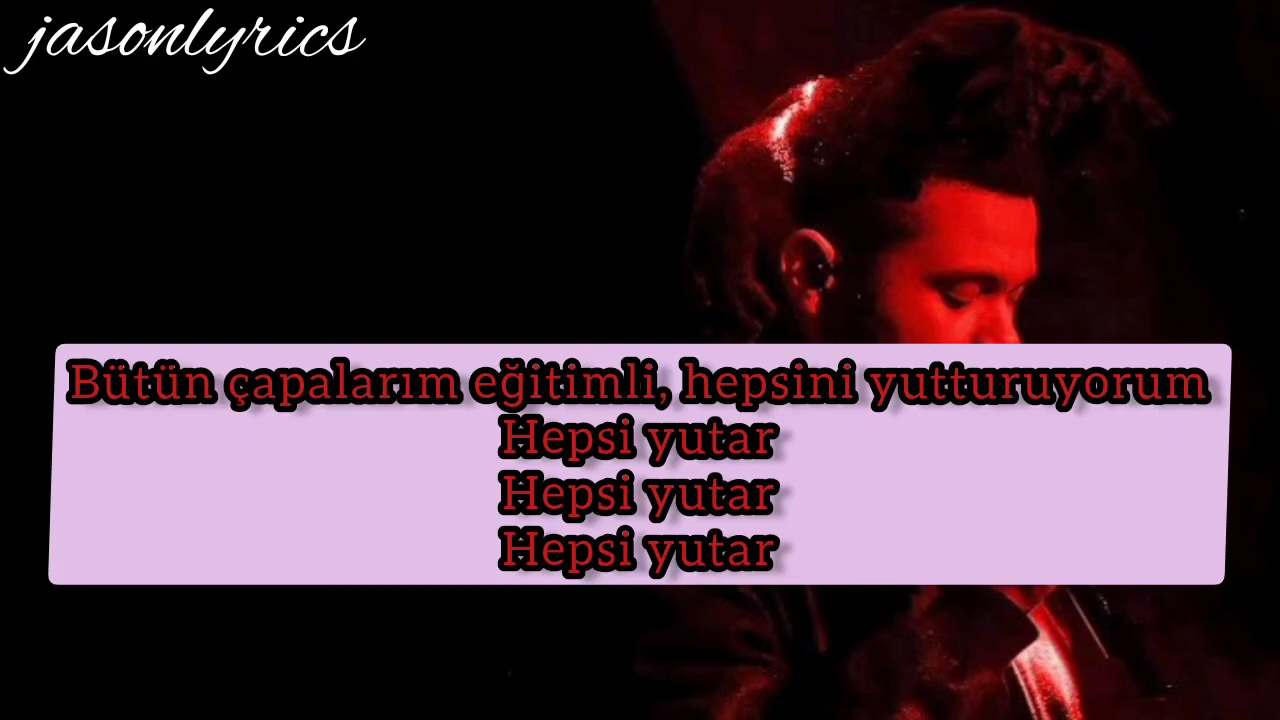 jasonlyrics
Bütün çapalarım eğitimli, hepsini yutturuyorum
Hepsi yutar
Hepsi yutar
Hepsi yutar